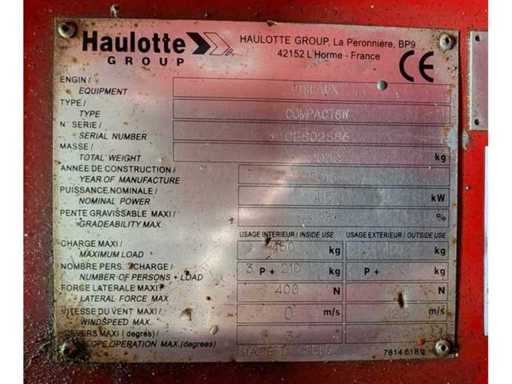 Haulotte
GROUP
HAULOTTE GROUP, La Péronnière, BP9
42152 L'Horme - France
CE
ENGIN /
EQUIPMENT
TYPE /
TYPE
COMPACT8W
N° SERIE /
SERIAL NUMBER
MASSE /
TOTAL WEIGHT kg
ANNÉE DE CONSTRUCTION /
YEAR OF MANUFACTURE
PUISSANCE NOMINALE /
NOMINAL POWER kW
PENTE GRAVISSABLE MAXI /
GRADEABILITY MAX. %
USAGE INTERIEUR / INSIDE USE USAGE EXTERIEUR / OUTSIDE USE
CHARGE MAXI /
MAXIMUM LOAD kg kg
NOMBRE PERS. + CHARGE /
NUMBER OF PERSONS + LOAD P + 210 kg P + kg
FORCE LATERALE MAXI /
LATERAL FORCE MAX. 400 N N
VITESSE DU VENT MAXI /
WINDSPEED MAX. 0 m/s m/s
DEVERS MAXI (degrés) /
SLOPE OPERATION MAX.(degrees)